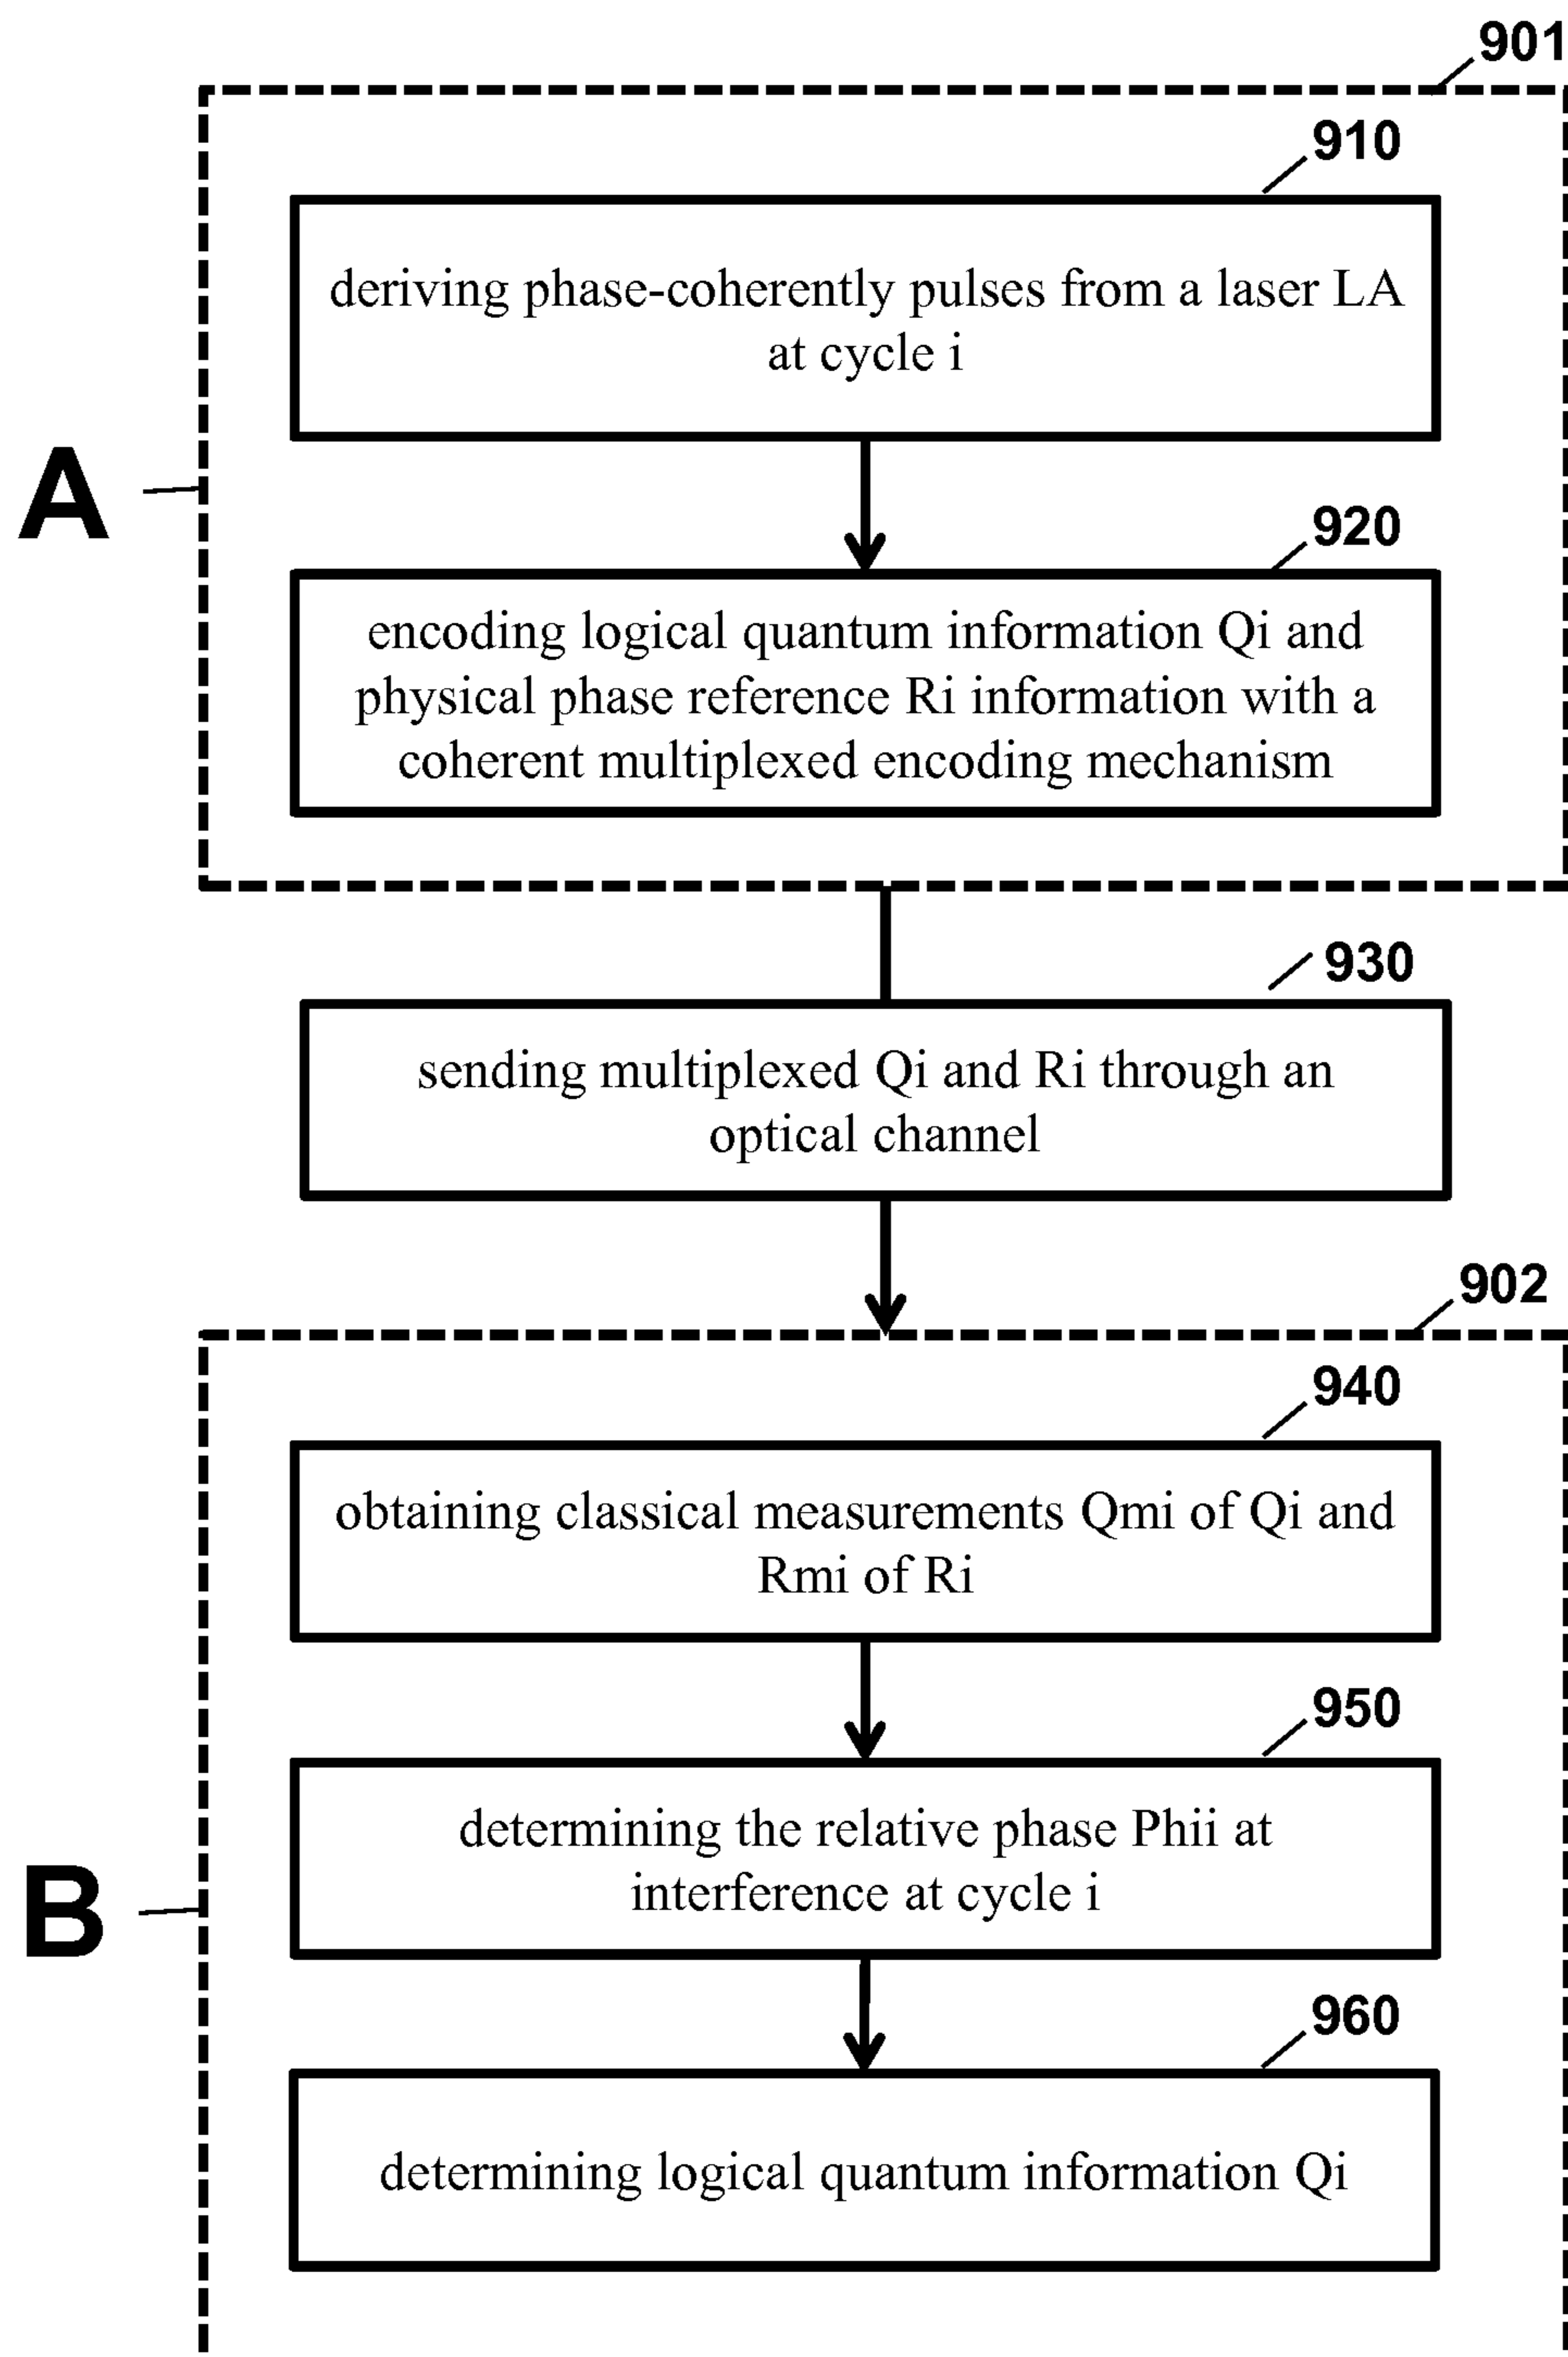 901
910
deriving phase-coherently pulses from a laser LA
at cycle i
A
920
encoding logical quantum information Qi and
physical phase reference Ri information with a
coherent multiplexed encoding mechanism
930
sending multiplexed Qi and Ri through an
optical channel
902
940
obtaining classical measurements Qmi of Qi and
Rmi of Ri
950
determining the relative phase Phii at
interference at cycle i
B
960
determining logical quantum information Qi